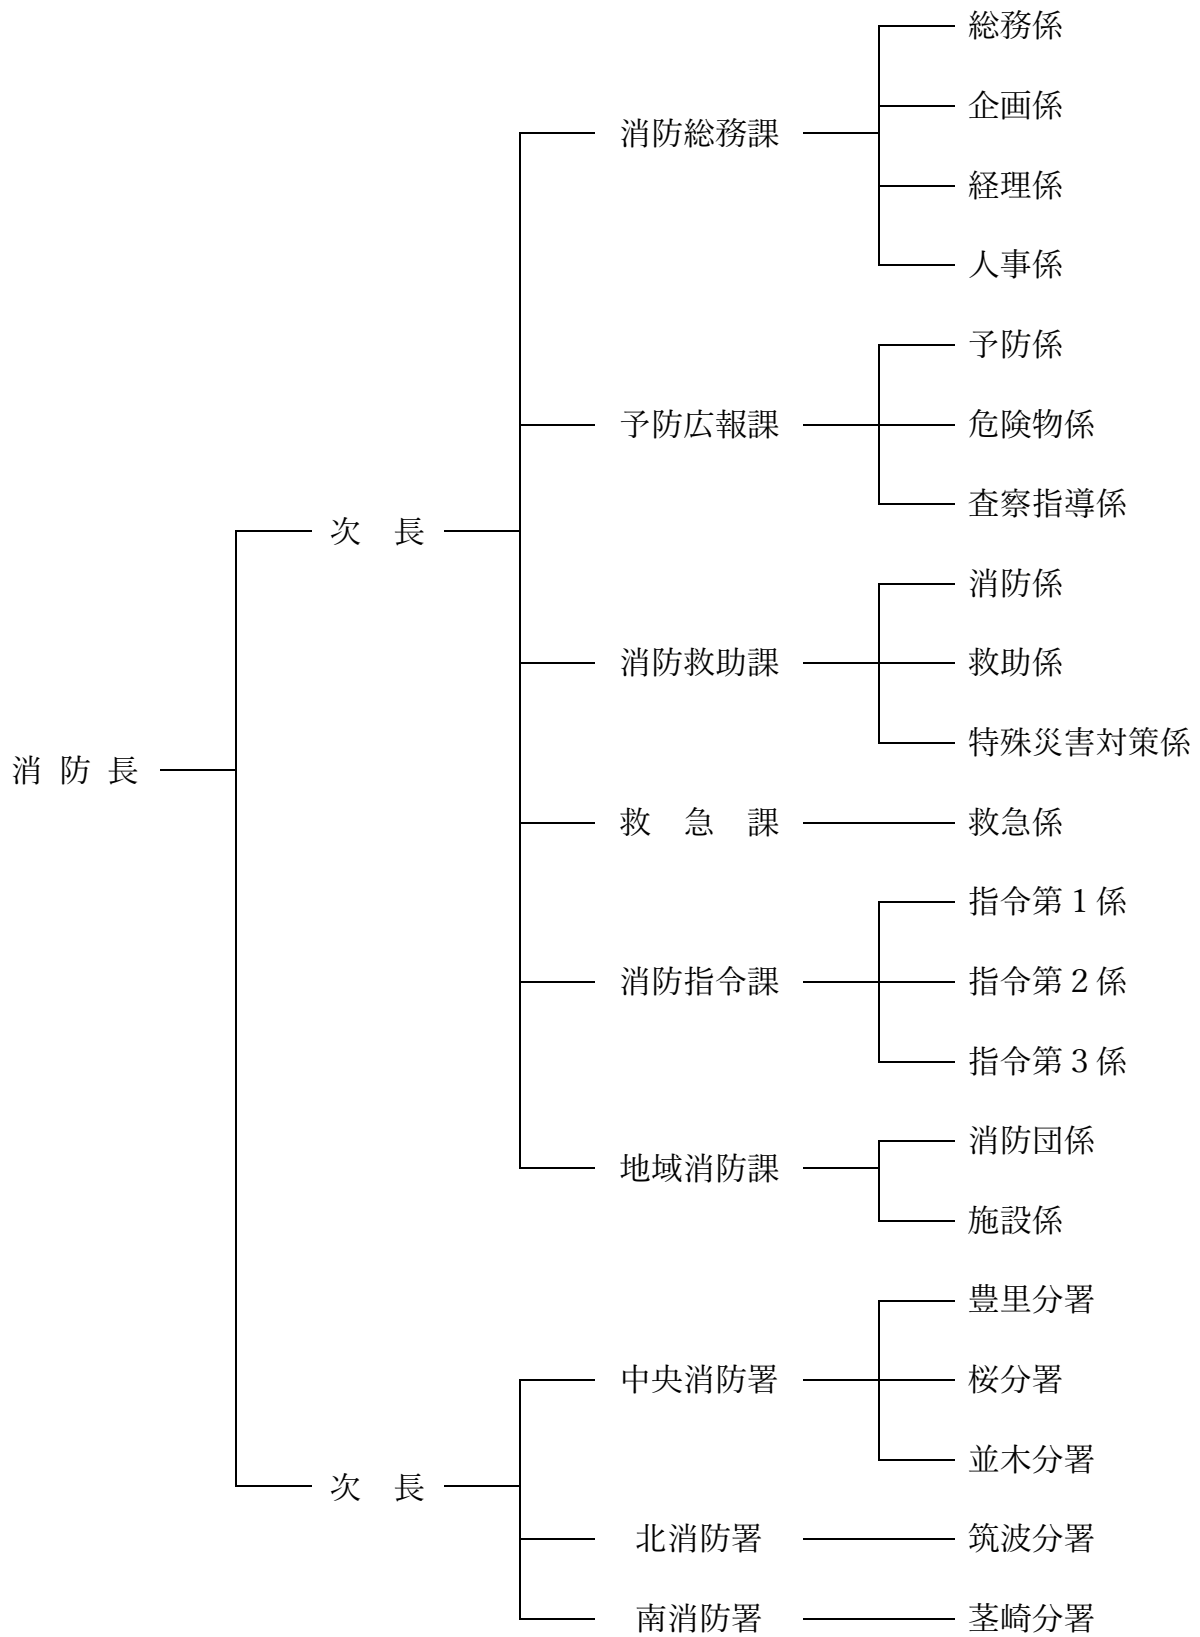 消防長
次長
消防総務課
総務係
企画係
経理係
人事係
予防広報課
予防係
危険物係
査察指導係
消防救助課
消防係
救助係
特殊災害対策係
救急課
救急係
消防指令課
指令第１係
指令第２係
指令第３係
地域消防課
消防団係
施設係
次長
中央消防署
豊里分署
桜分署
並木分署
北消防署
筑波分署
南消防署
茎崎分署